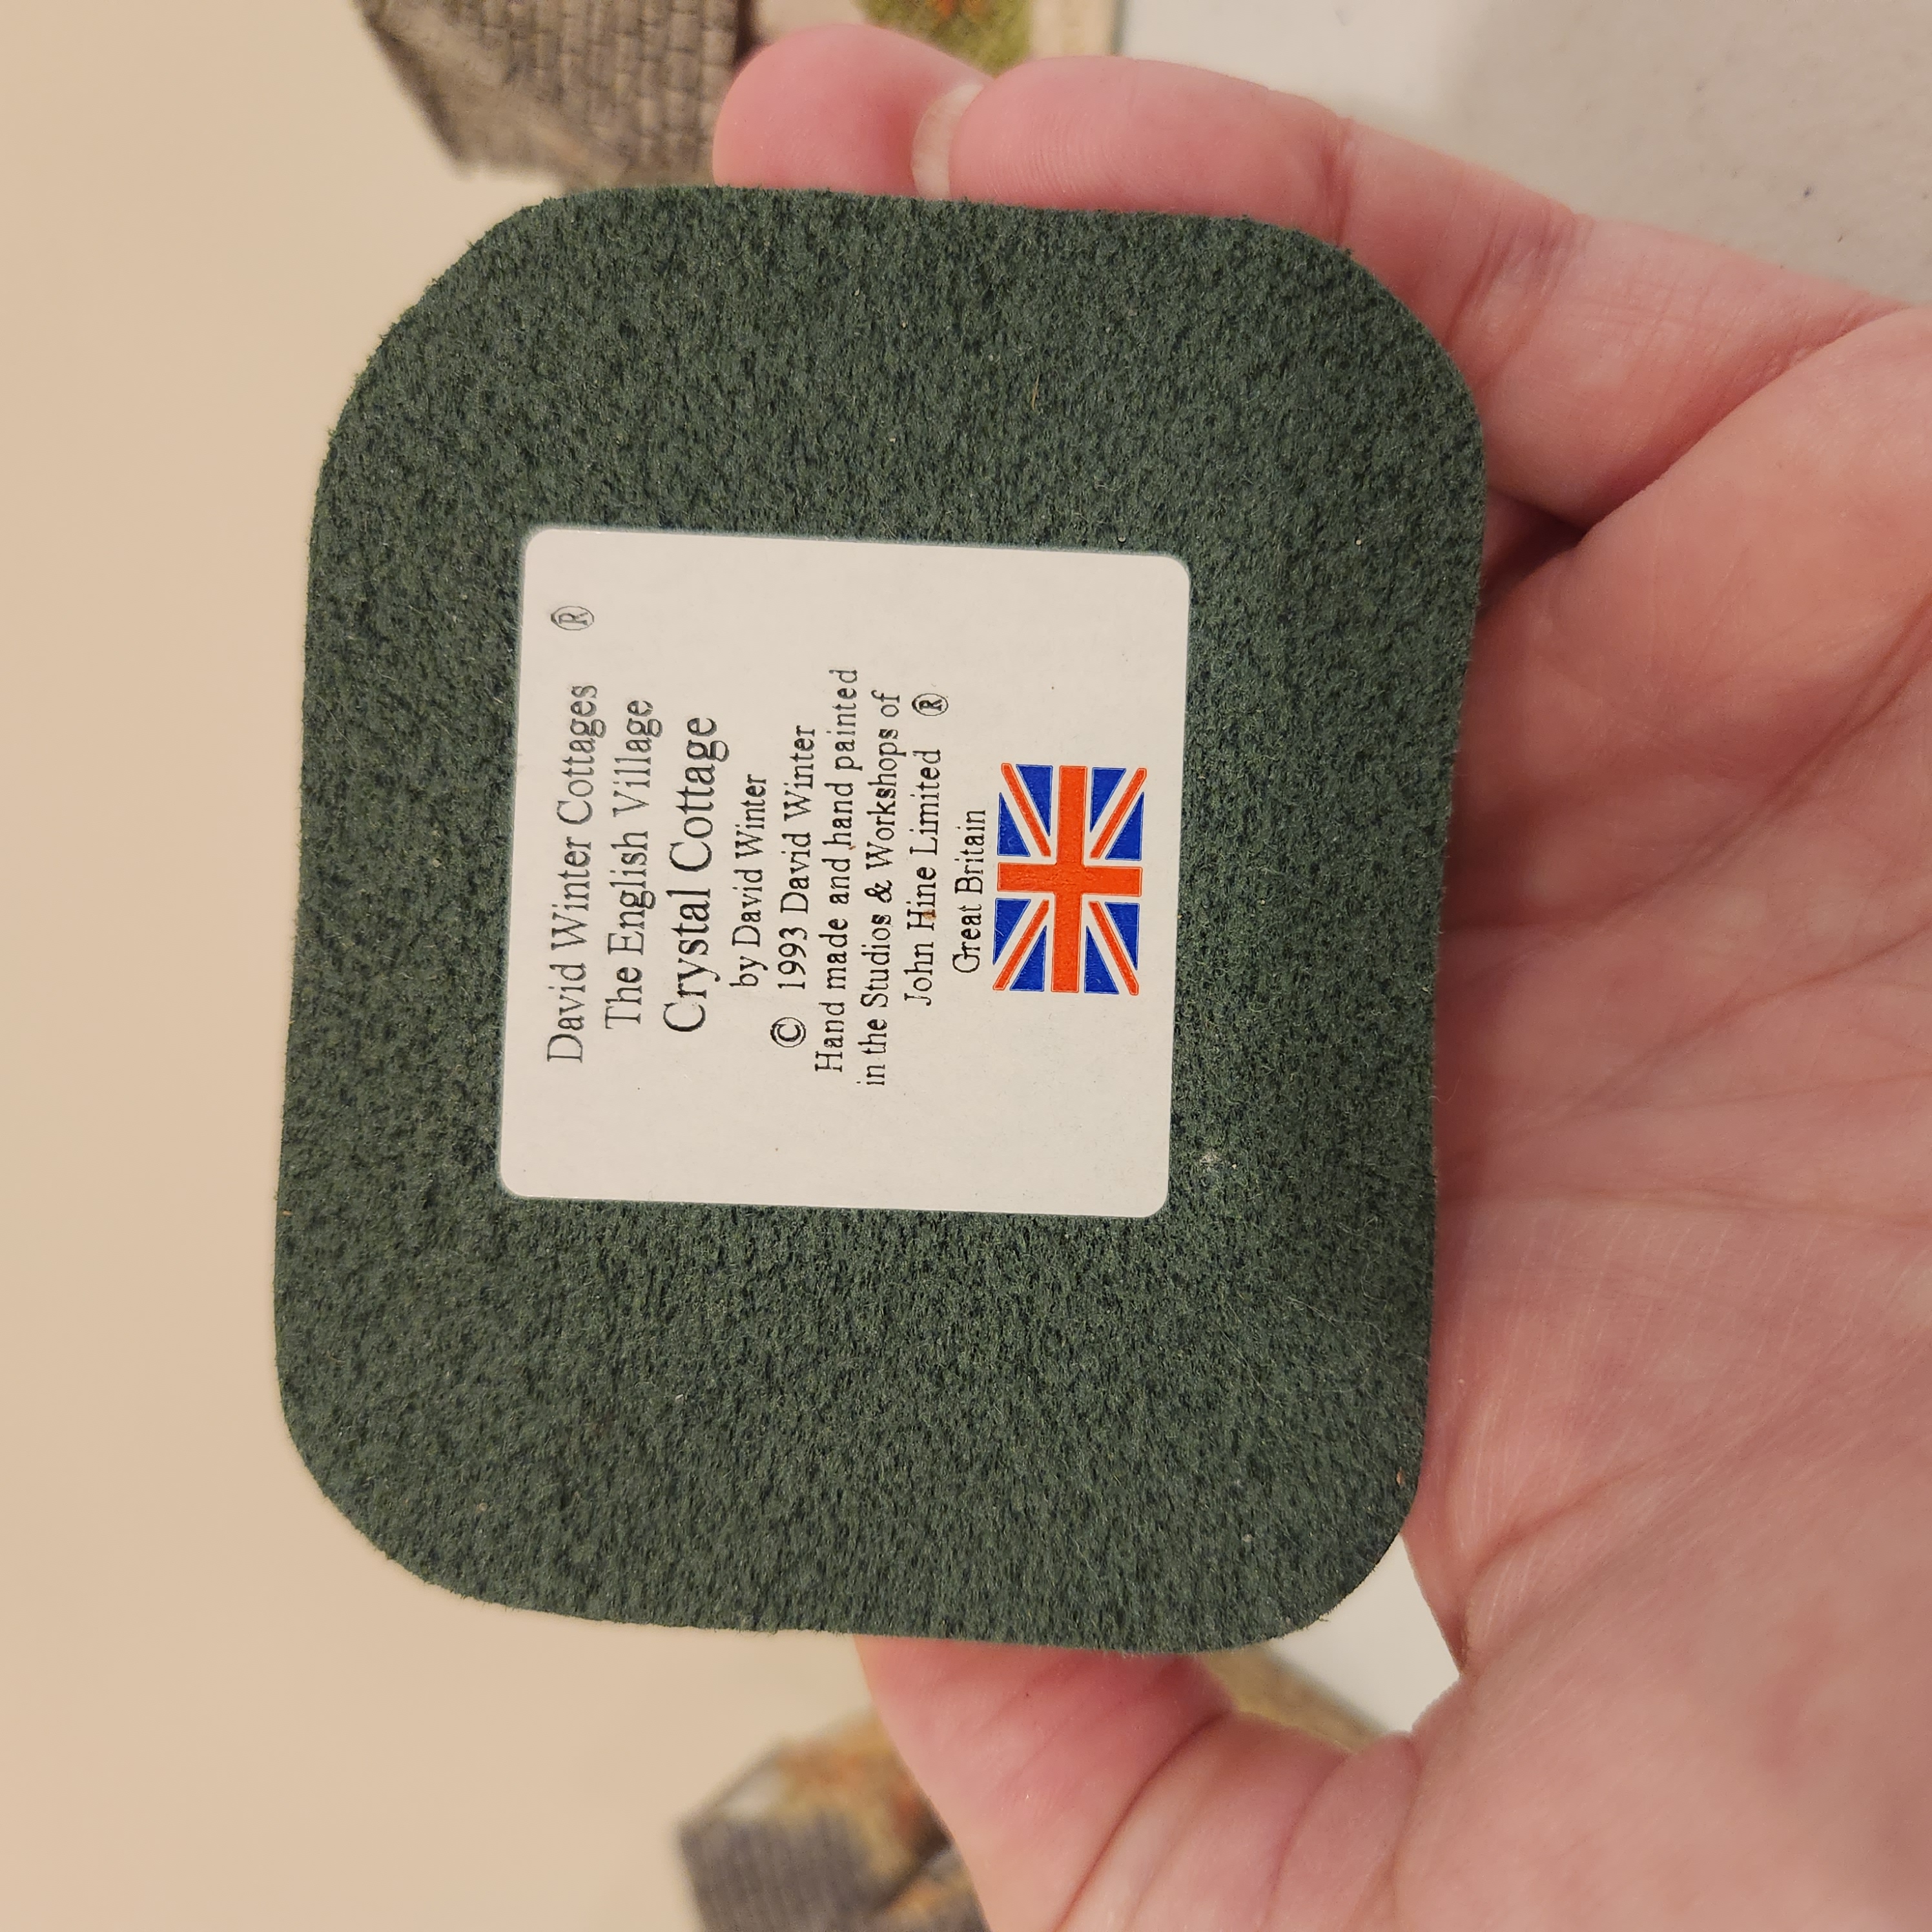 David Winter Cottages ®
The English Village
Crystal Cottage
by David Winter
© 1993 David Winter
Hand made and hand painted
in the Studios & Workshops of
John Hine Limited ®
Great Britain